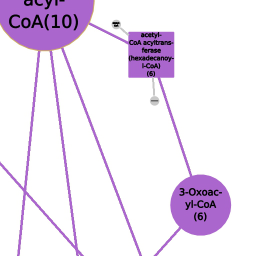 acyl-
CoA(10)
acetyl-
CoA acyltrans-
ferase
(hexadecanoy-
l-CoA)
(6)
3-Oxoac-
yl-CoA
(6)